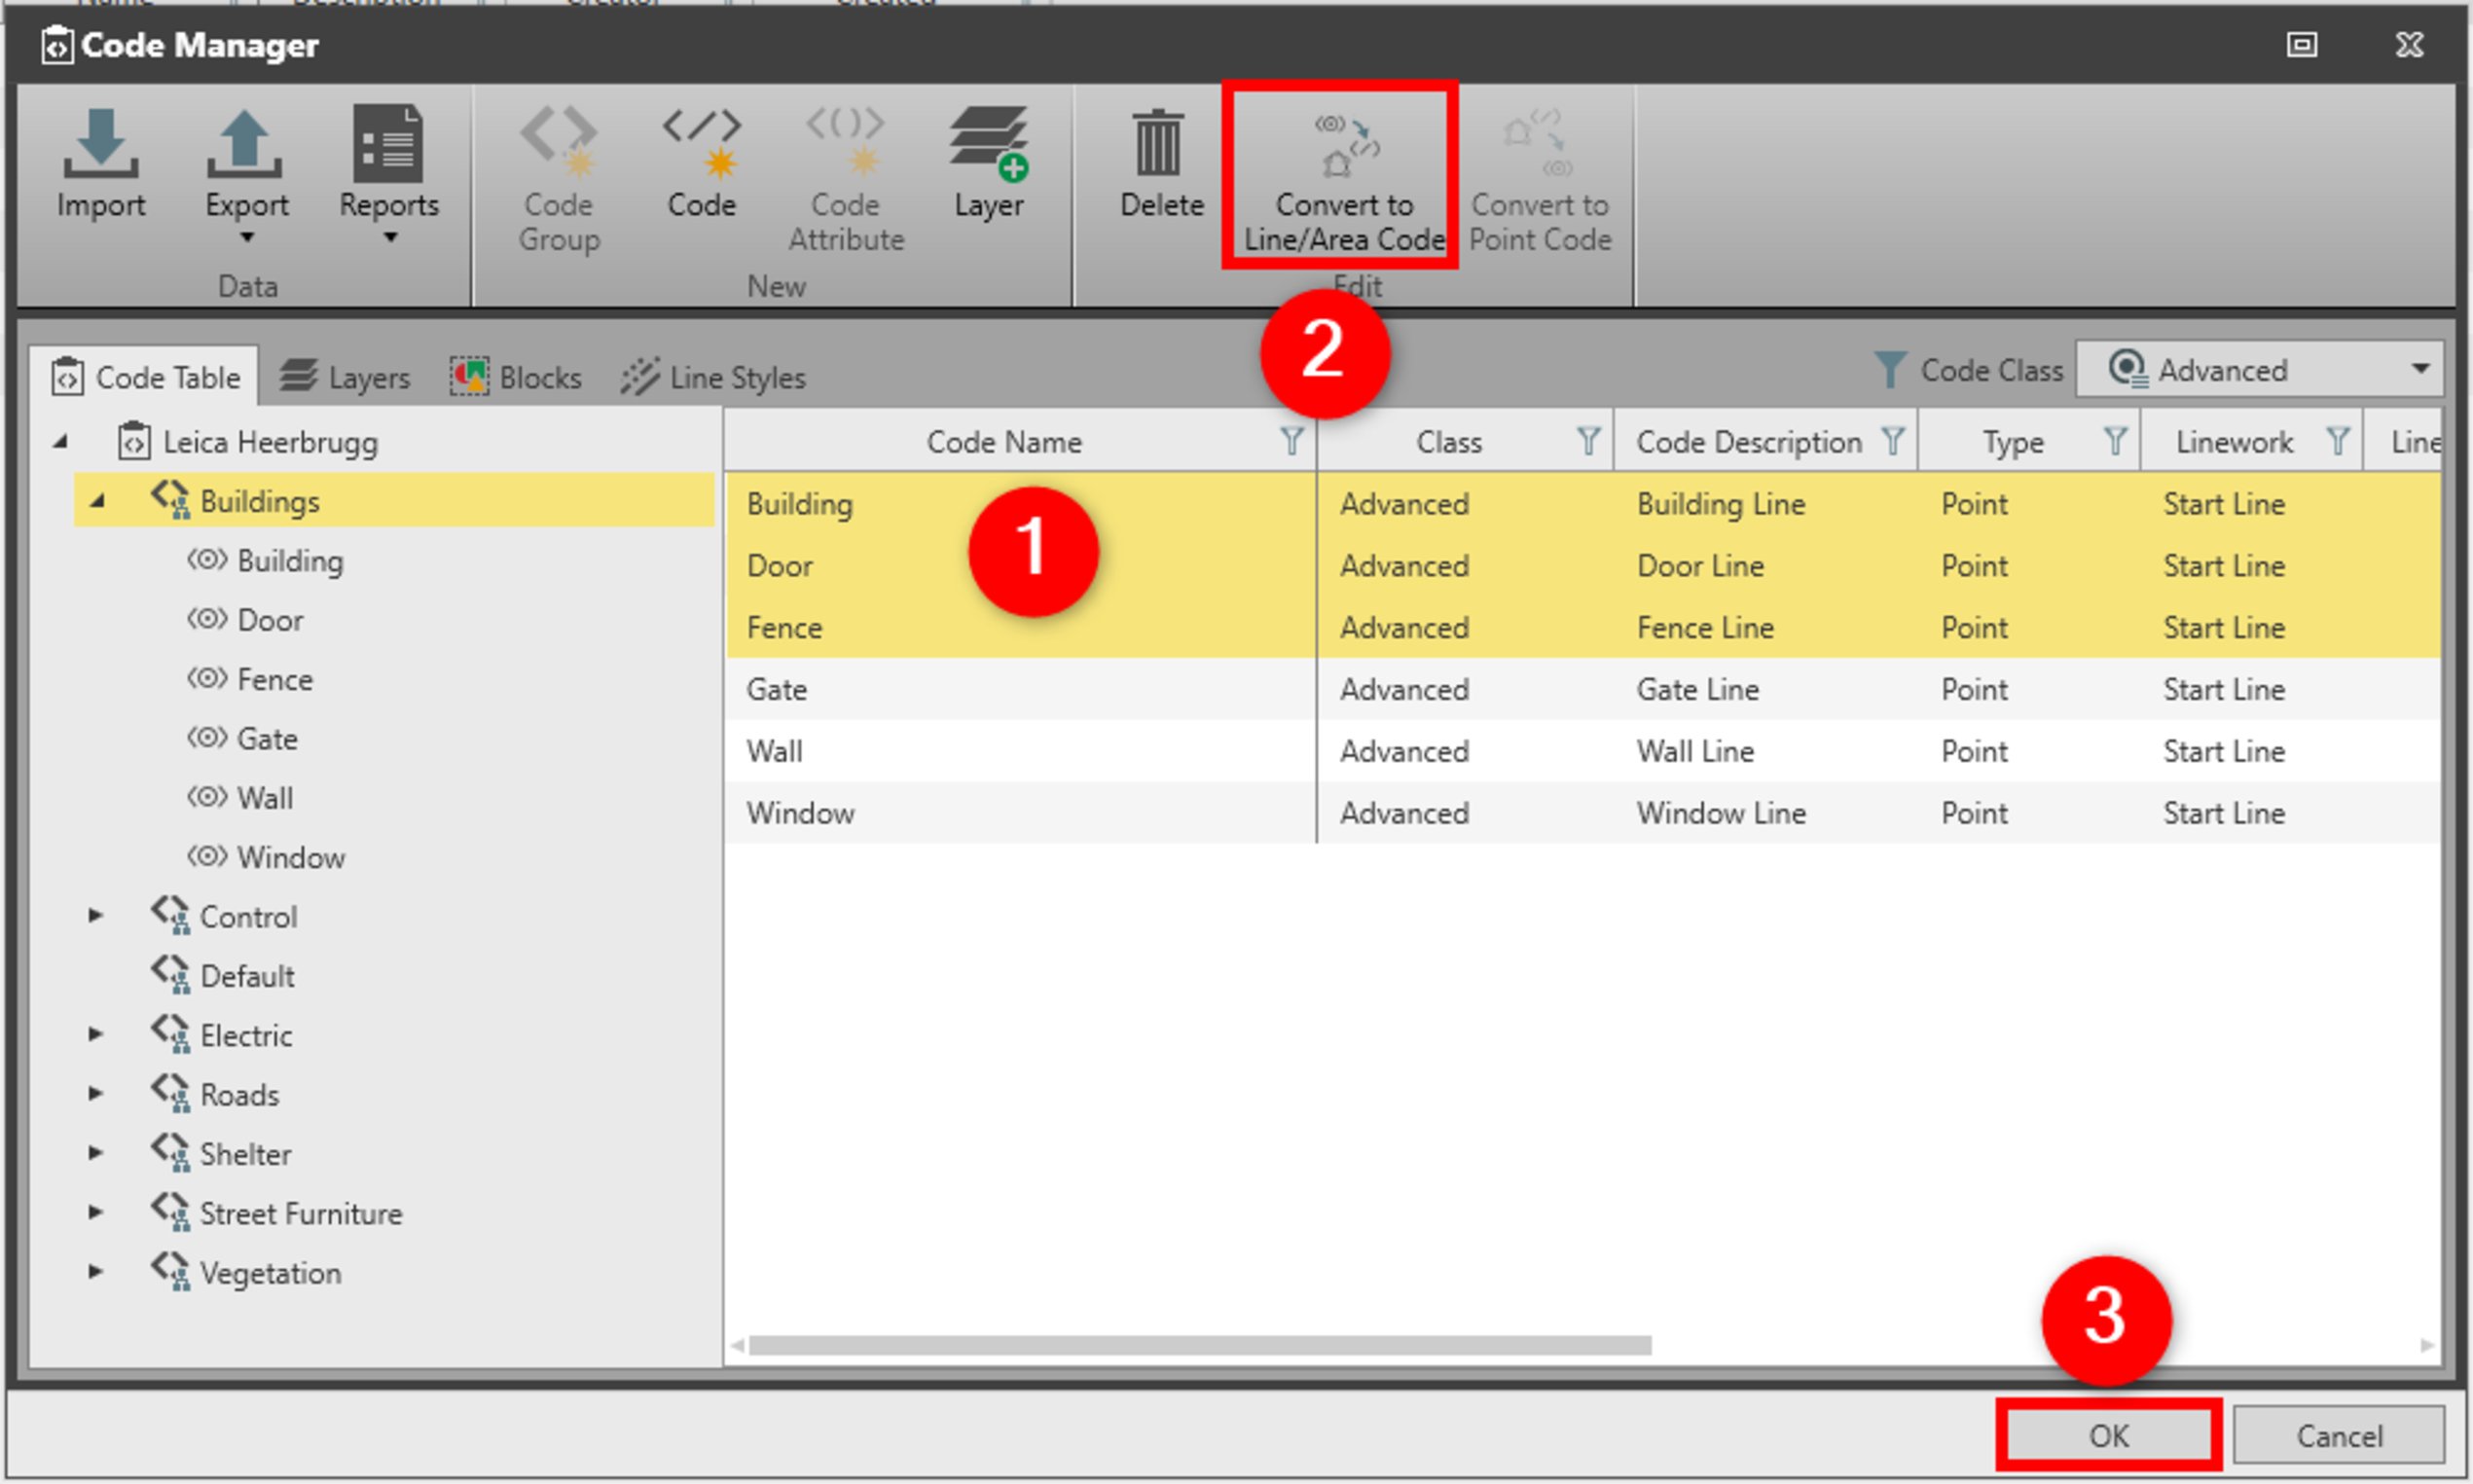 Code Manager
Import
Export
Reports
Code Group
Code
Code Attribute
Layer
Delete
Convert to Line/Area Code
Convert to Point Code
Data
New
Edit
2
Code Table
Layers
Blocks
Line Styles
Code Class
Advanced
Leica Heerbrugg
Buildings
Building
Door
Fence
Gate
Wall
Window
Control
Default
Electric
Roads
Shelter
Street Furniture
Vegetation
Code Name Class Code Description Type Linework Line
Building Advanced Building Line Point Start Line
1
Door Advanced Door Line Point Start Line
Fence Advanced Fence Line Point Start Line
Gate Advanced Gate Line Point Start Line
Wall Advanced Wall Line Point Start Line
Window Advanced Window Line Point Start Line
3
OK
Cancel